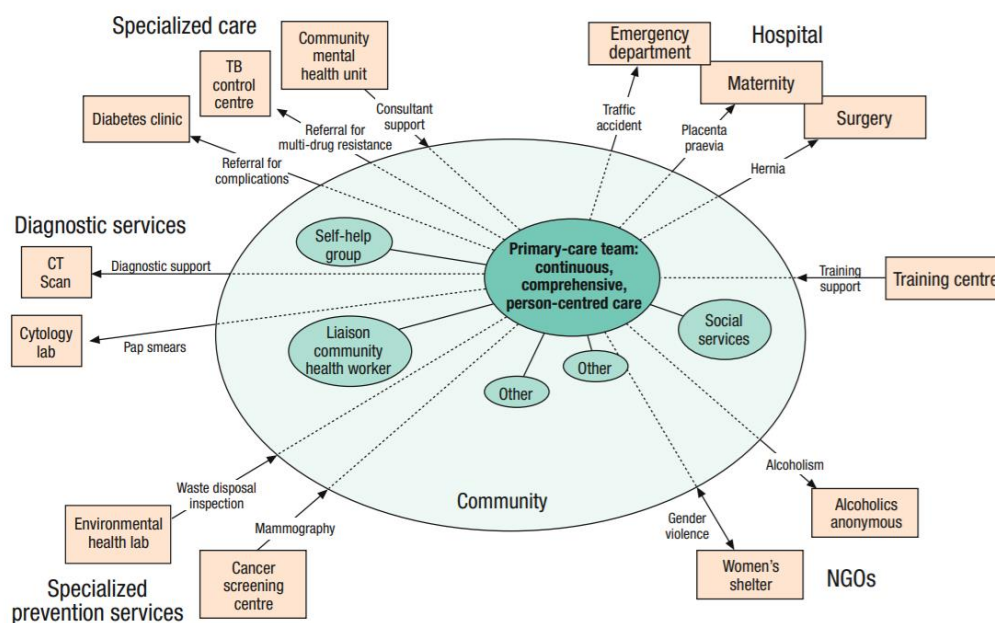 Specialized care
Community
mental
health unit
TB
control
centre
Diabetes clinic
Consultant
support
Referral for
multi-drug resistance
Referral for
complications
Emergency
department
Hospital
Maternity
Surgery
Traffic
accident
Placenta
praevia
Hernia
Diagnostic services
CT
Scan
Diagnostic support
Cytology
lab
Pap smears
Self-help
group
Primary-care team:
continuous,
comprehensive,
person-centred care
Liaison
community
health worker
Other
Other
Social
services
Training
support
Training centre
Community
Waste disposal
inspection
Environmental
health lab
Mammography
Cancer
screening
centre
Specialized
prevention services
Alcoholism
Alcoholics
anonymous
Gender
violence
Women's
shelter
NGOs